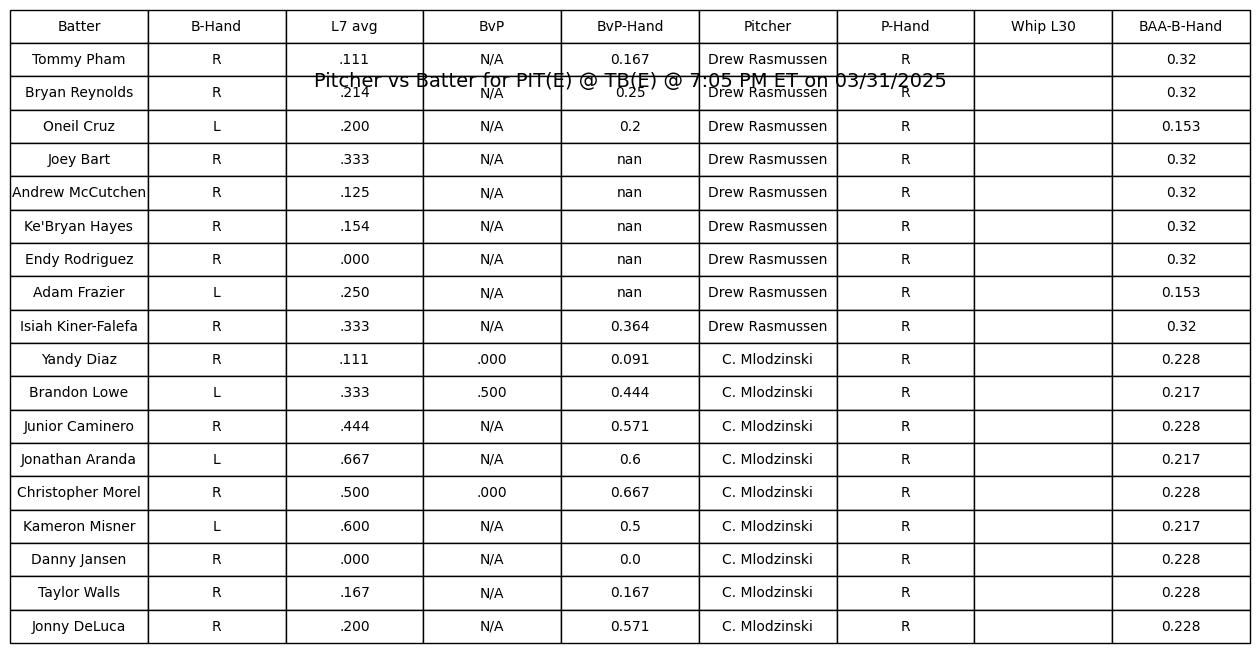 Batter B-Hand L7 avg BvP BvP-Hand Pitcher P-Hand Whip L30 BAA-B-Hand
Tommy Pham R .111 N/A 0.167 Drew Rasmussen R 0.32
Pitcher vs Batter for PIT(E) @ TB(E) @ 7:05 PM ET on 03/31/2025
Bryan Reynolds R .214 N/A 0.25 Drew Rasmussen R 0.32
Oneil Cruz L .200 N/A 0.2 Drew Rasmussen R 0.153
Joey Bart R .333 N/A nan Drew Rasmussen R 0.32
Andrew McCutchen R .125 N/A nan Drew Rasmussen R 0.32
Ke'Bryan Hayes R .154 N/A nan Drew Rasmussen R 0.32
Endy Rodriguez R .000 N/A nan Drew Rasmussen R 0.32
Adam Frazier L .250 N/A nan Drew Rasmussen R 0.153
Isiah Kiner-Falefa R .333 N/A 0.364 Drew Rasmussen R 0.32
Yandy Diaz R .111 .000 0.091 C. Mlodzinski R 0.228
Brandon Lowe L .333 .500 0.444 C. Mlodzinski R 0.217
Junior Caminero R .444 N/A 0.571 C. Mlodzinski R 0.228
Jonathan Aranda L .667 N/A 0.6 C. Mlodzinski R 0.217
Christopher Morel R .500 .000 0.667 C. Mlodzinski R 0.228
Kameron Misner L .600 N/A 0.5 C. Mlodzinski R 0.217
Danny Jansen R .000 N/A 0.0 C. Mlodzinski R 0.228
Taylor Walls R .167 N/A 0.167 C. Mlodzinski R 0.228
Jonny DeLuca R .200 N/A 0.571 C. Mlodzinski R 0.228